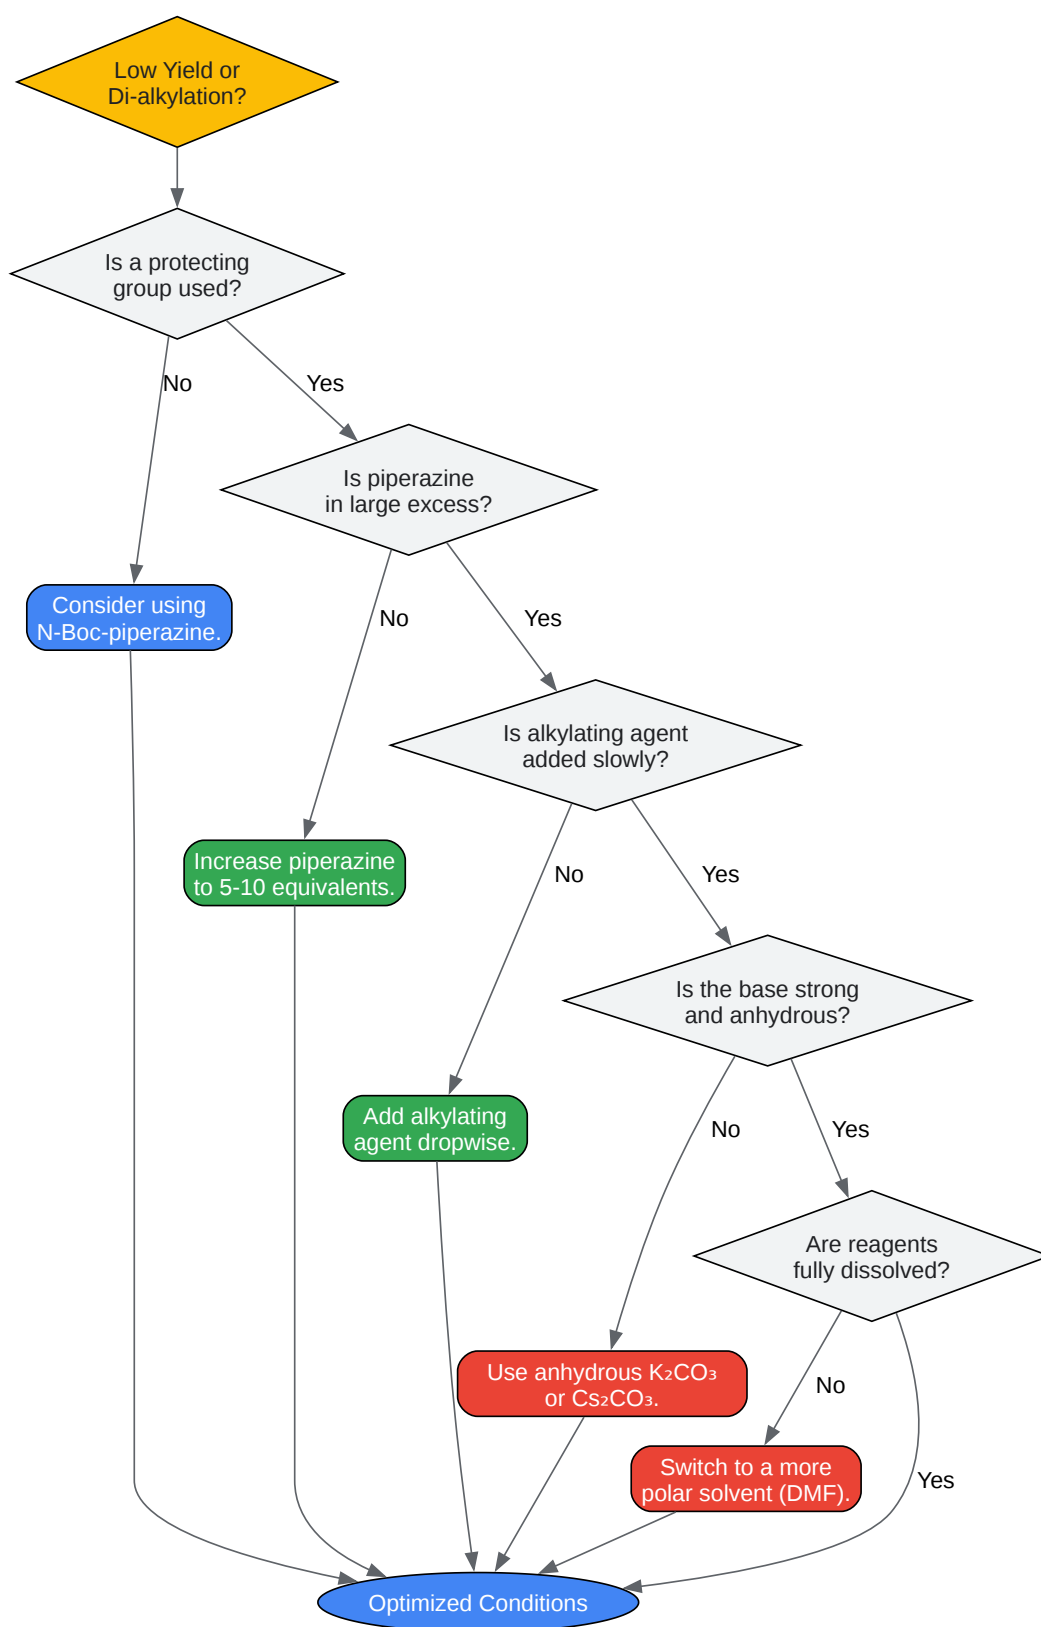 Low Yield or
Di-alkylation?
Is a protecting
group used?
No
Yes
Is piperazine
in large excess?
Consider using
N-Boc-piperazine.
No
Yes
Is alkylating agent
added slowly?
Increase piperazine
to 5-10 equivalents.
No
Yes
Is the base strong
and anhydrous?
Add alkylating
agent dropwise.
No
Yes
Are reagents
fully dissolved?
Use anhydrous K₂CO₃
or Cs₂CO₃.
No
Switch to a more
polar solvent (DMF).
Yes
Optimized Conditions